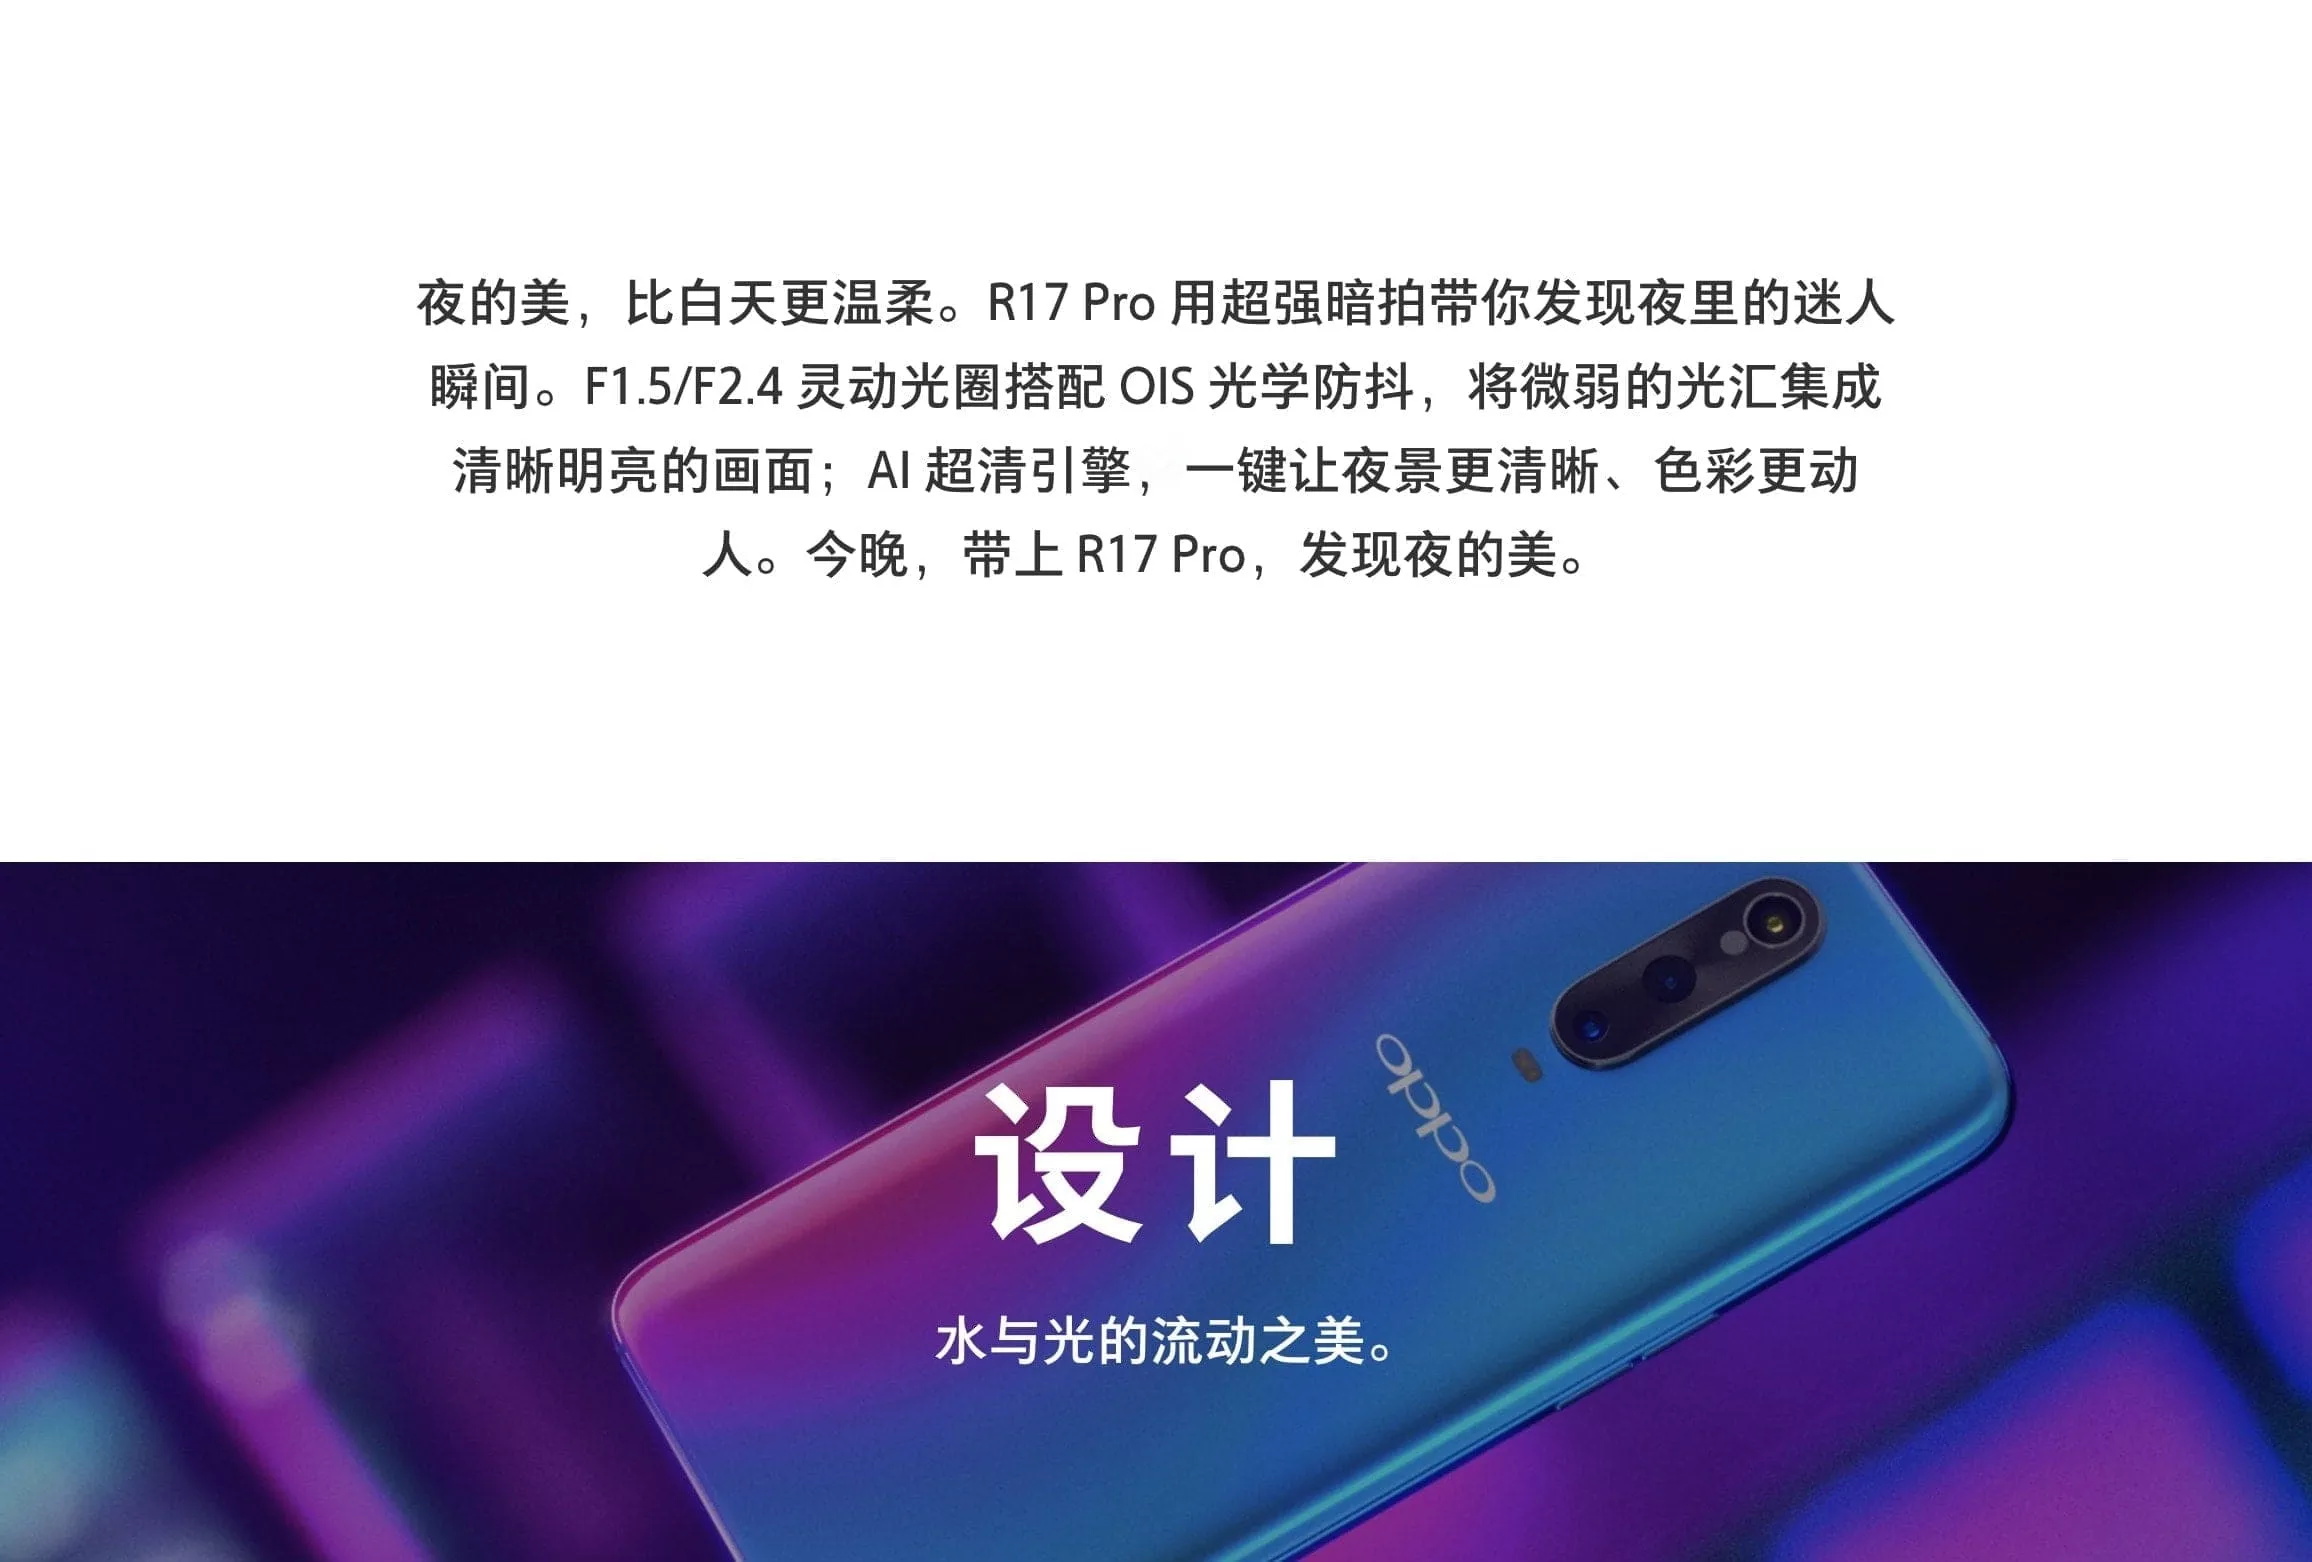 夜的美，比白天更温柔。R17 Pro 用超强暗拍带你发现夜里的迷人
瞬间。F1.5/F2.4 灵动光圈搭配 OIS 光学防抖，将微弱的光汇集成
清晰明亮的画面；AI 超清引擎，一键让夜景更清晰、色彩更动
人。今晚，带上 R17 Pro，发现夜的美。
oppo
设计
水与光的流动之美。